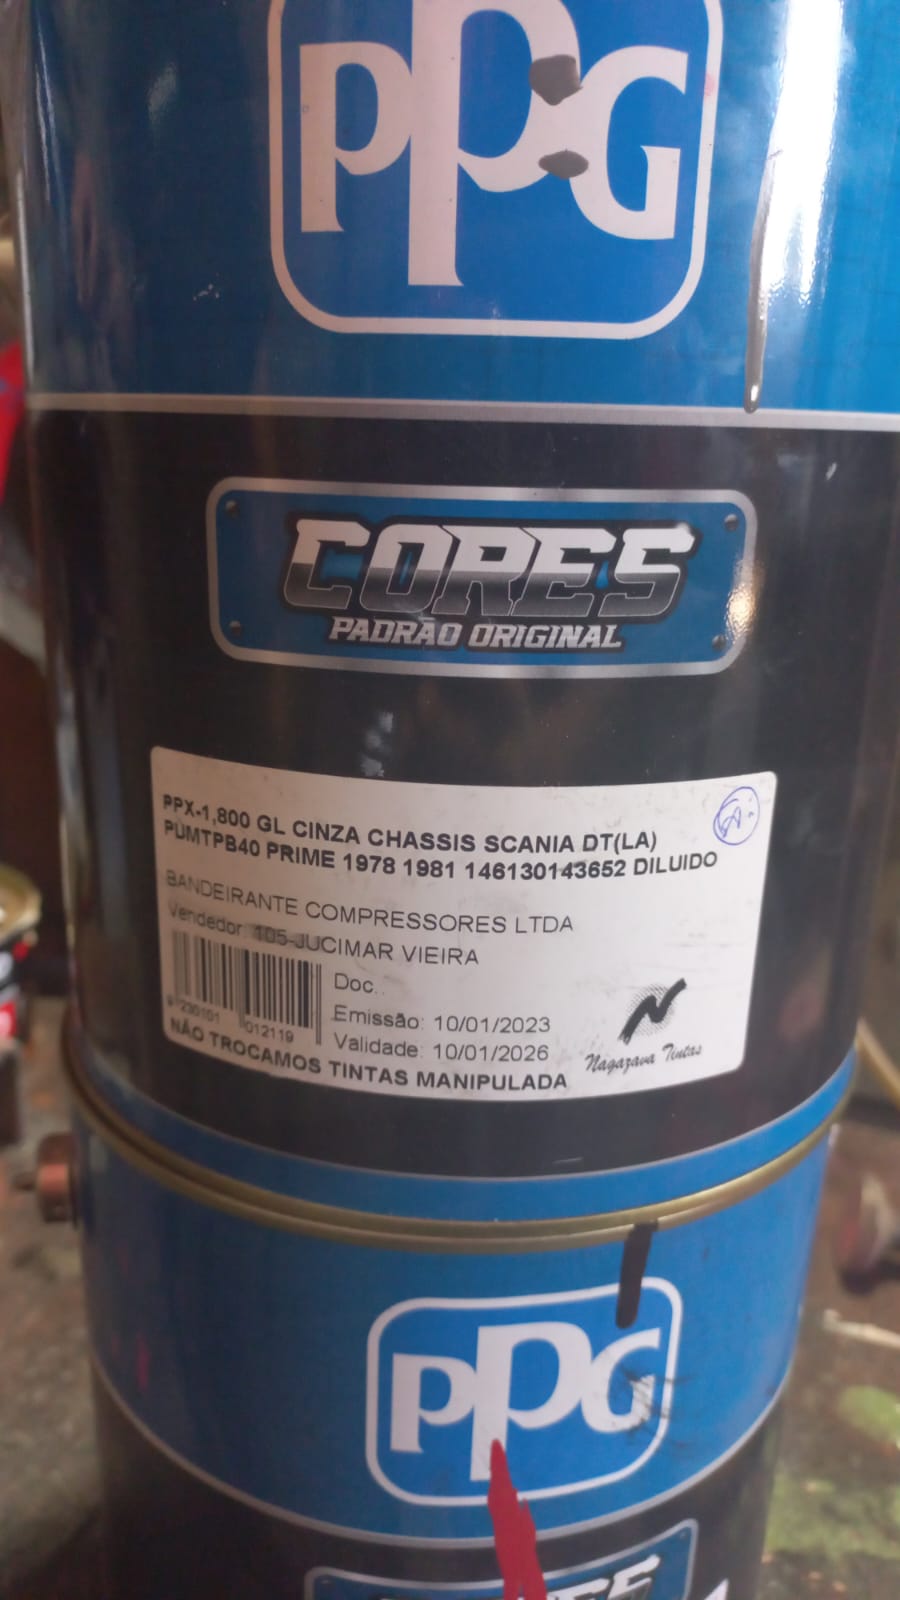 PPG
CORES
PADRÃO ORIGINAL
PPX-1,800 GL CINZA CHASSIS SCANIA DT(LA)
PUMTPB40 PRIME 1978 1981 146130143652 DILUIDO
BANDEIRANTE COMPRESSORES LTDA
Vendedor: 105-JUCIMAR VIEIRA
Doc..
Emissão: 10/01/2023
230101 012119
Validade: 10/01/2026
Nagazava Tintas
NÃO TROCAMOS TINTAS MANIPULADA
PPG